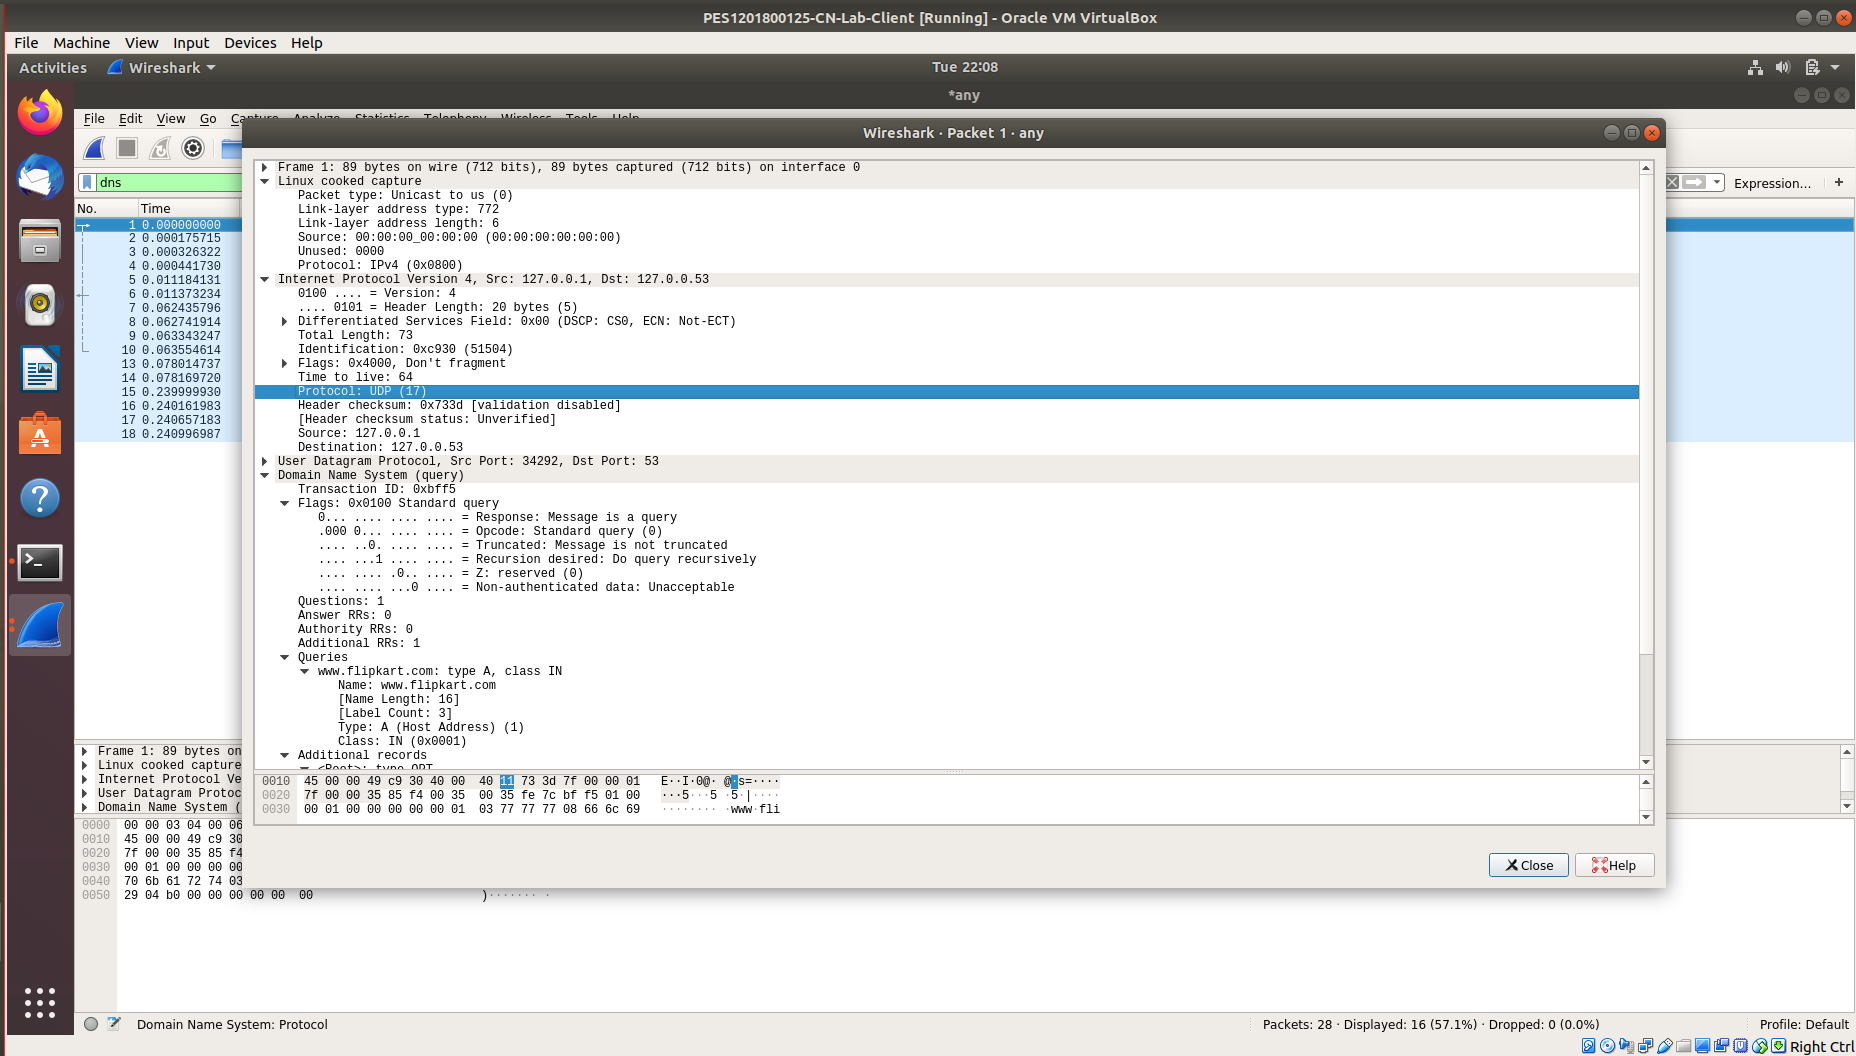 PES1201800125-CN-Lab-Client [Running] - Oracle VM VirtualBox
File Machine View Input Devices Help
Activities Wireshark Tue 22:08
*any
File Edit View Go Capture Analyze Statistics Telephony Wireless Tools Help
Wireshark · Packet 1 · any
dns
Expression... +
No. Time
1 0.000000000
2 0.000175715
3 0.000326322
4 0.000441730
5 0.011184131
6 0.011373234
7 0.062435796
8 0.062741914
9 0.063343247
10 0.063554614
13 0.078014737
14 0.078169720
15 0.239999930
16 0.240161983
17 0.240657183
18 0.240996987
Frame 1: 89 bytes on wire (712 bits), 89 bytes captured (712 bits) on interface 0
Linux cooked capture
Packet type: Unicast to us (0)
Link-layer address type: 772
Link-layer address length: 6
Source: 00:00:00_00:00:00 (00:00:00:00:00:00)
Unused: 0000
Protocol: IPv4 (0x0800)
Internet Protocol Version 4, Src: 127.0.0.1, Dst: 127.0.0.53
0100 .... = Version: 4
.... 0101 = Header Length: 20 bytes (5)
Differentiated Services Field: 0x00 (DSCP: CS0, ECN: Not-ECT)
Total Length: 73
Identification: 0xc930 (51504)
Flags: 0x4000, Don't fragment
Time to live: 64
Protocol: UDP (17)
Header checksum: 0x733d [validation disabled]
[Header checksum status: Unverified]
Source: 127.0.0.1
Destination: 127.0.0.53
User Datagram Protocol, Src Port: 34292, Dst Port: 53
Domain Name System (query)
Transaction ID: 0xbff5
Flags: 0x0100 Standard query
0... .... .... .... = Response: Message is a query
.000 0... .... .... = Opcode: Standard query (0)
.... ..0. .... .... = Truncated: Message is not truncated
.... ...1 .... .... = Recursion desired: Do query recursively
.... .... .0.. .... = Z: reserved (0)
.... .... ...0 .... = Non-authenticated data: Unacceptable
Questions: 1
Answer RRs: 0
Authority RRs: 0
Additional RRs: 1
Queries
www.flipkart.com: type A, class IN
Name: www.flipkart.com
[Name Length: 16]
[Label Count: 3]
Type: A (Host Address) (1)
Class: IN (0x0001)
Additional records
<Root>: type OPT
0010 45 00 00 49 c9 30 40 00 40 11 73 3d 7f 00 00 01 E··I·0@· @·s=····
0020 7f 00 00 35 85 f4 00 35 00 35 fe 7c bf f5 01 00 ···5···5 ·5·|····
0030 00 01 00 00 00 00 00 01 03 77 77 77 08 66 6c 69 ········ ·www·fli
Close Help
Frame 1: 89 bytes on
Linux cooked capture
Internet Protocol Ve
User Datagram Protoc
Domain Name System (
0000 00 00 03 04 00 06
0010 45 00 00 49 c9 30
0020 7f 00 00 35 85 f4
0030 00 01 00 00 00 00
0040 70 6b 61 72 74 03
0050 29 04 b0 00 00 00 00 00 00 )······· ·
Domain Name System: Protocol Packets: 28 · Displayed: 16 (57.1%) · Dropped: 0 (0.0%) Profile: Default
Right Ctrl